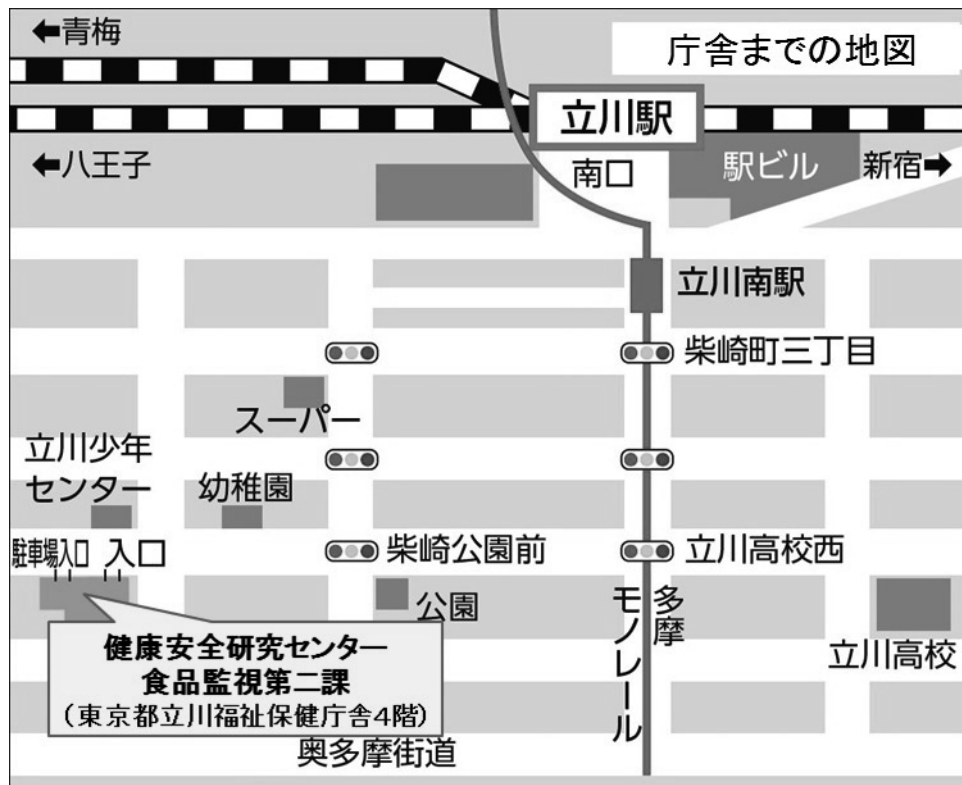 ←青梅
庁舎までの地図
立川駅
←八王子
南口
駅ビル
新宿→
立川南駅
柴崎町三丁目
スーパー
立川少年
センター
幼稚園
駐車場入口
入口
柴崎公園前
立川高校西
公園
多摩
モノレール
立川高校
健康安全研究センター
食品監視第二課
（東京都立川福祉保健庁舎4階）
奥多摩街道